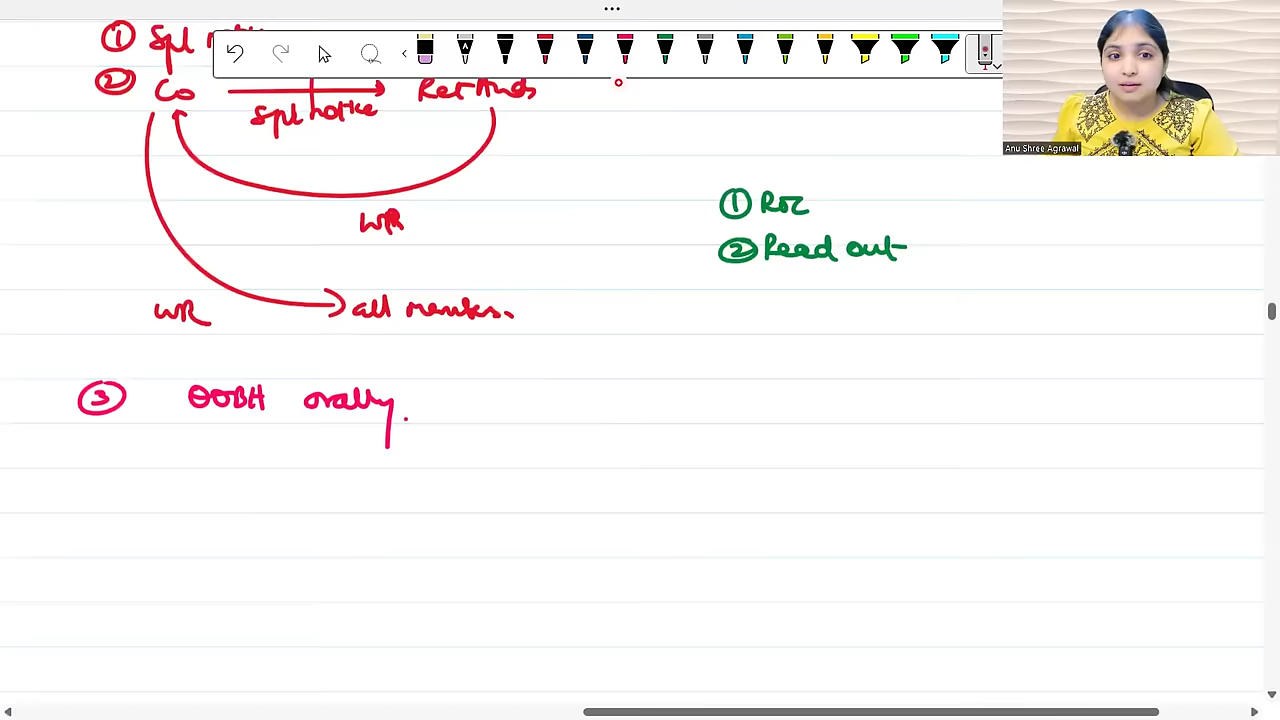 ① Spl
② Co Spl notice Ret Auds
WR
WR all members.
① ROC
② Read out
③ OOBH orally.
Anu Shree Agrawal